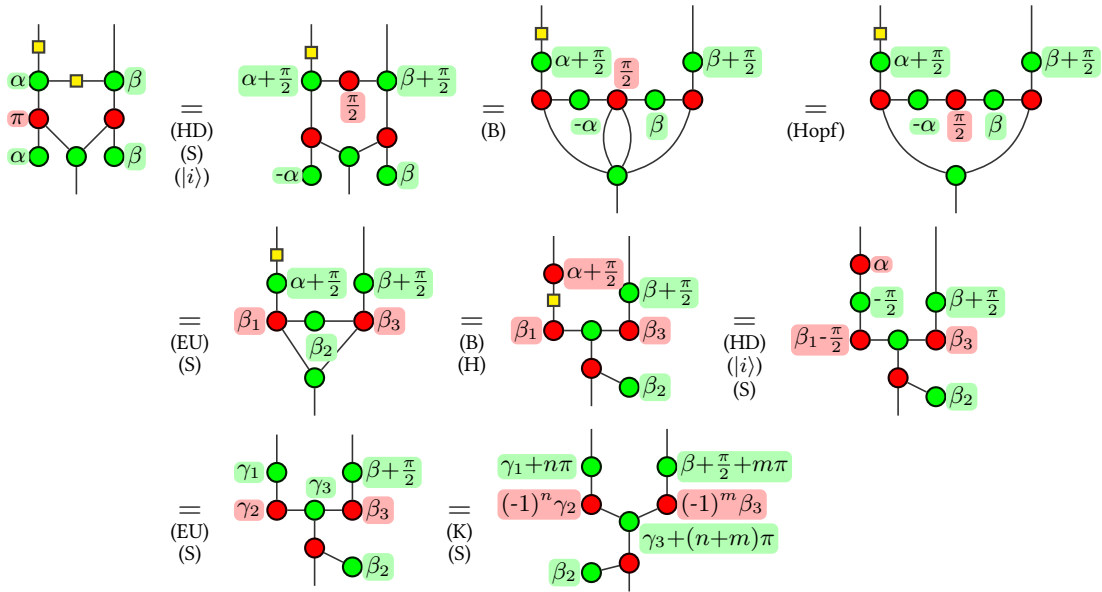 α β α+π/2 β+π/2 α+π/2 π/2 β+π/2 α+π/2 β+π/2
π = π/2 = -α β = -α π/2 β
(HD) (B) (Hopf)
(S)
α β (|i⟩) -α β
= α+π/2 β+π/2 = α+π/2 β+π/2 = α -π/2 β+π/2
(EU) β₁ β₃ (B) β₁ β₃ (HD) β₁-π/2 β₃
(S) β₂ (H) (|i⟩)
β₂ (S) β₂
= γ₁ γ₃ β+π/2 = γ₁+nπ β+π/2+mπ
(EU) γ₂ β₃ (K) (-1)ⁿγ₂ (-1)ᵐβ₃
(S) (S) γ₃+(n+m)π
β₂ β₂